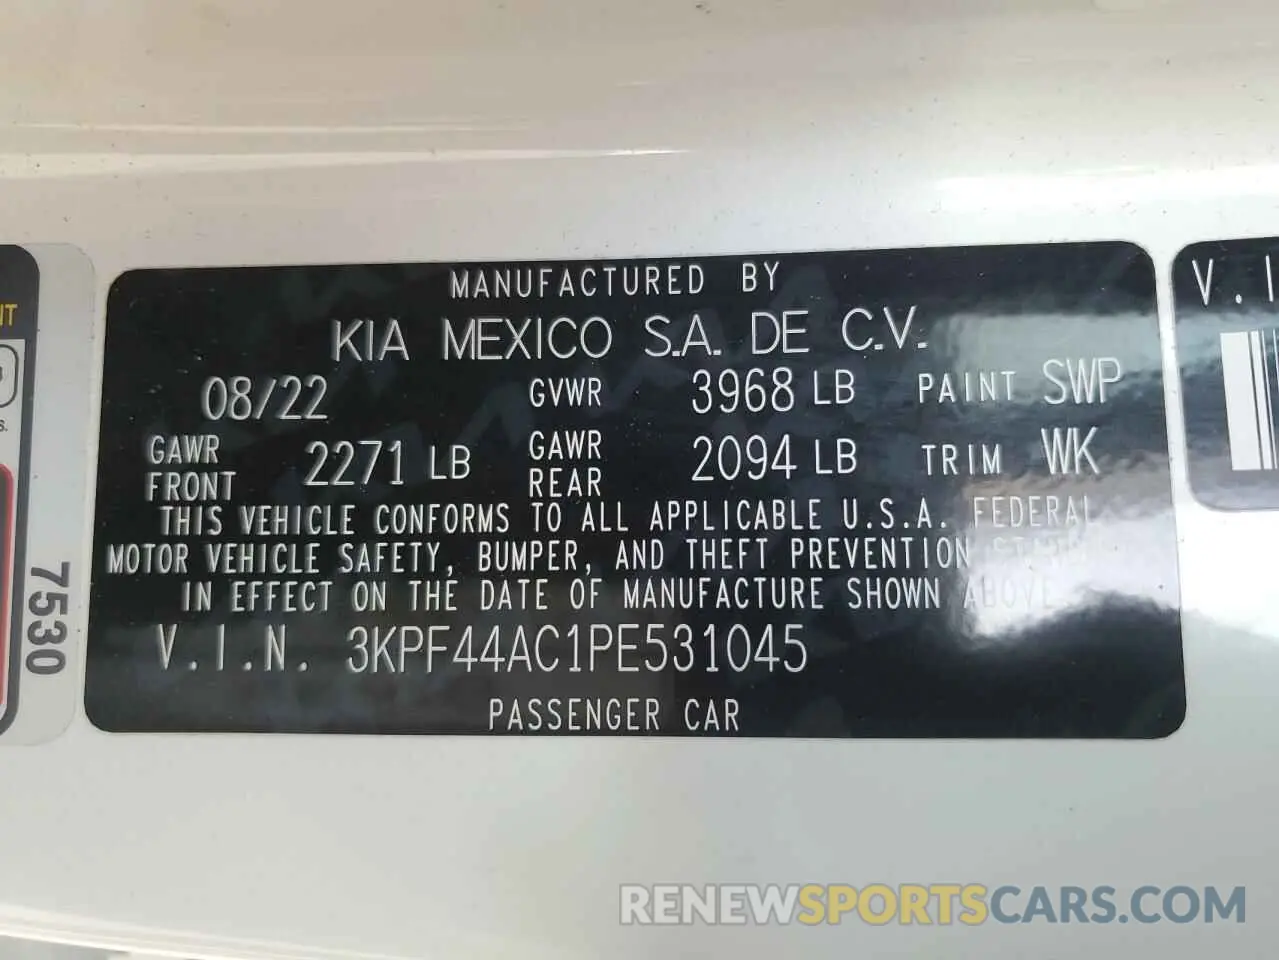 MANUFACTURED BY
KIA MEXICO S.A. DE C.V.
08/22 GVWR 3968 LB PAINT SWP
GAWR FRONT 2271 LB GAWR REAR 2094 LB TRIM WK
THIS VEHICLE CONFORMS TO ALL APPLICABLE U.S.A. FEDERAL
MOTOR VEHICLE SAFETY, BUMPER, AND THEFT PREVENTION
IN EFFECT ON THE DATE OF MANUFACTURE SHOWN ABOVE
V.I.N. 3KPF44AC1PE531045
PASSENGER CAR
7530
V.I
RENEWSPORTSCARS.COM